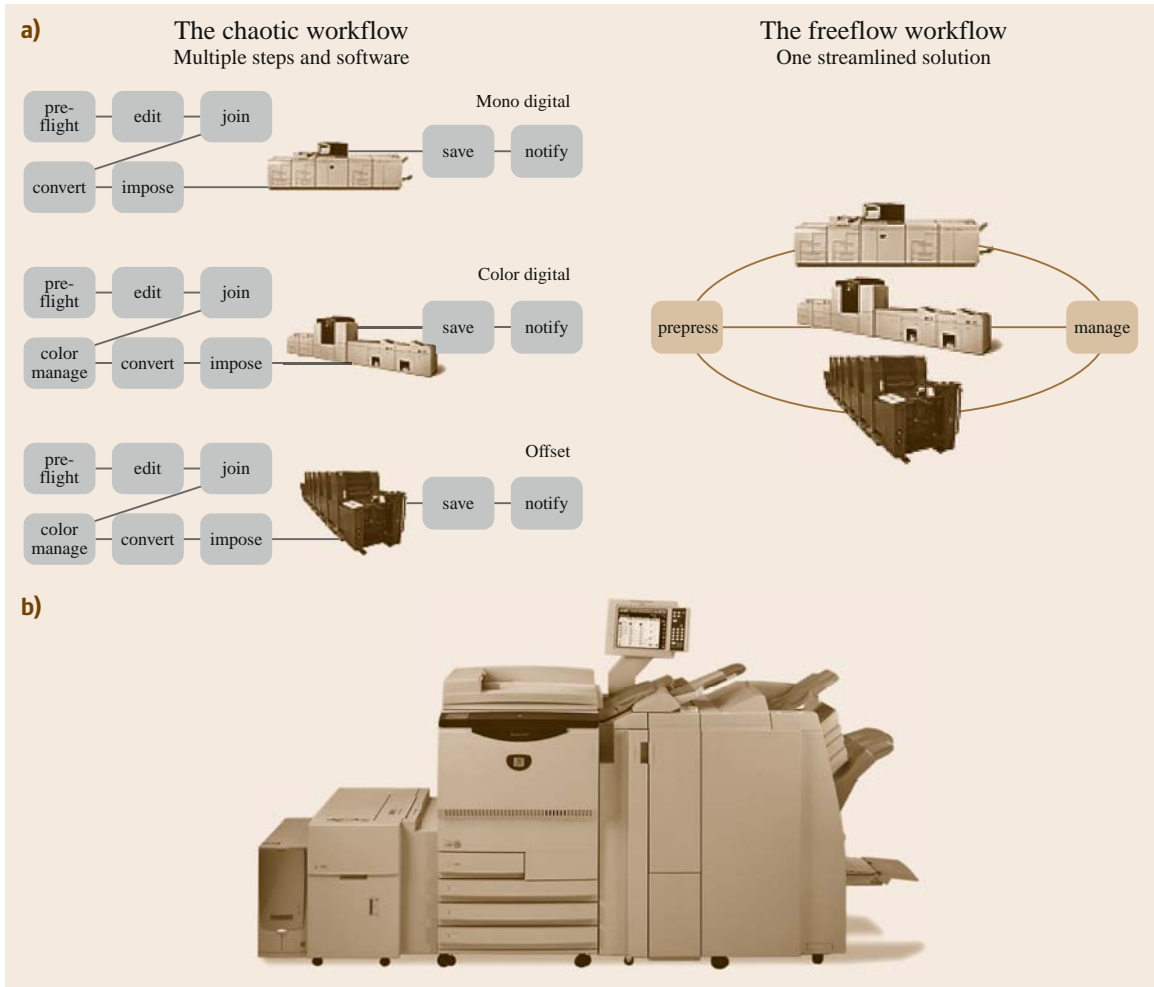 a)
The chaotic workflow
Multiple steps and software
The freeflow workflow
One streamlined solution
Mono digital
pre-
flight
edit
join
convert
impose
save
notify
Color digital
pre-
flight
edit
join
color
manage
convert
impose
save
notify
Offset
pre-
flight
edit
join
color
manage
convert
impose
save
notify
prepress
manage
b)